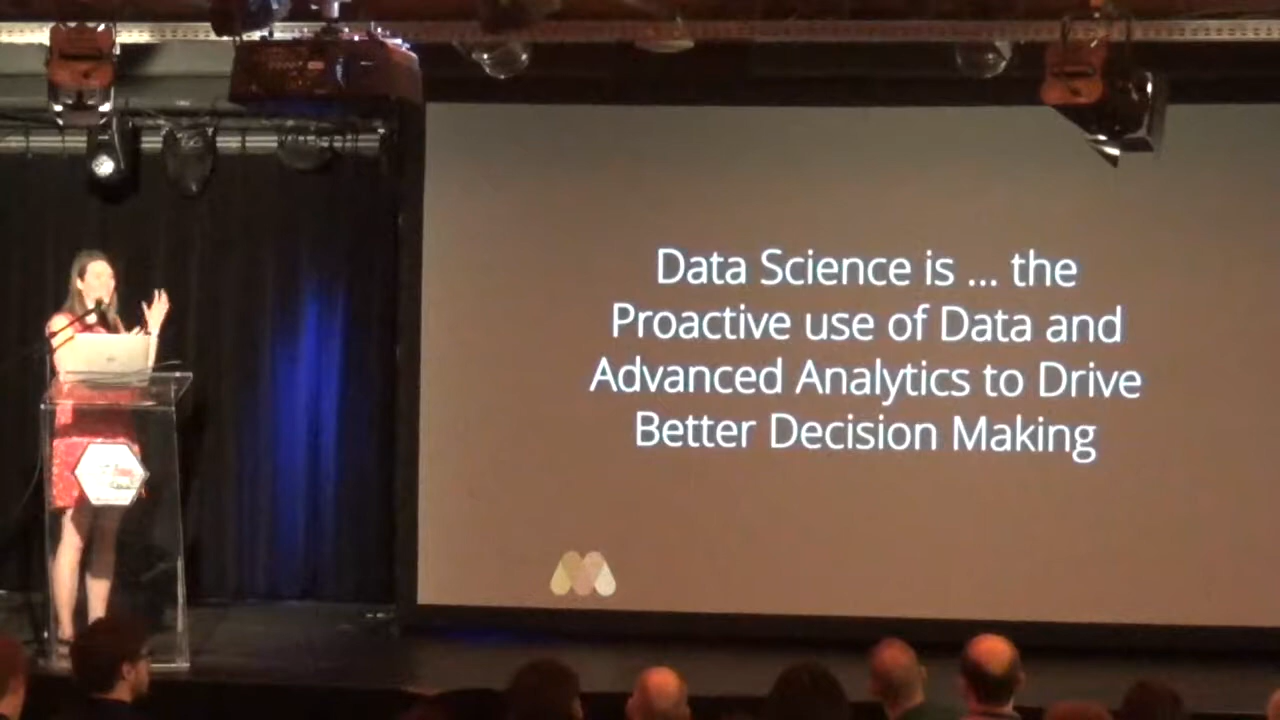 Data Science is ... the
Proactive use of Data and
Advanced Analytics to Drive
Better Decision Making